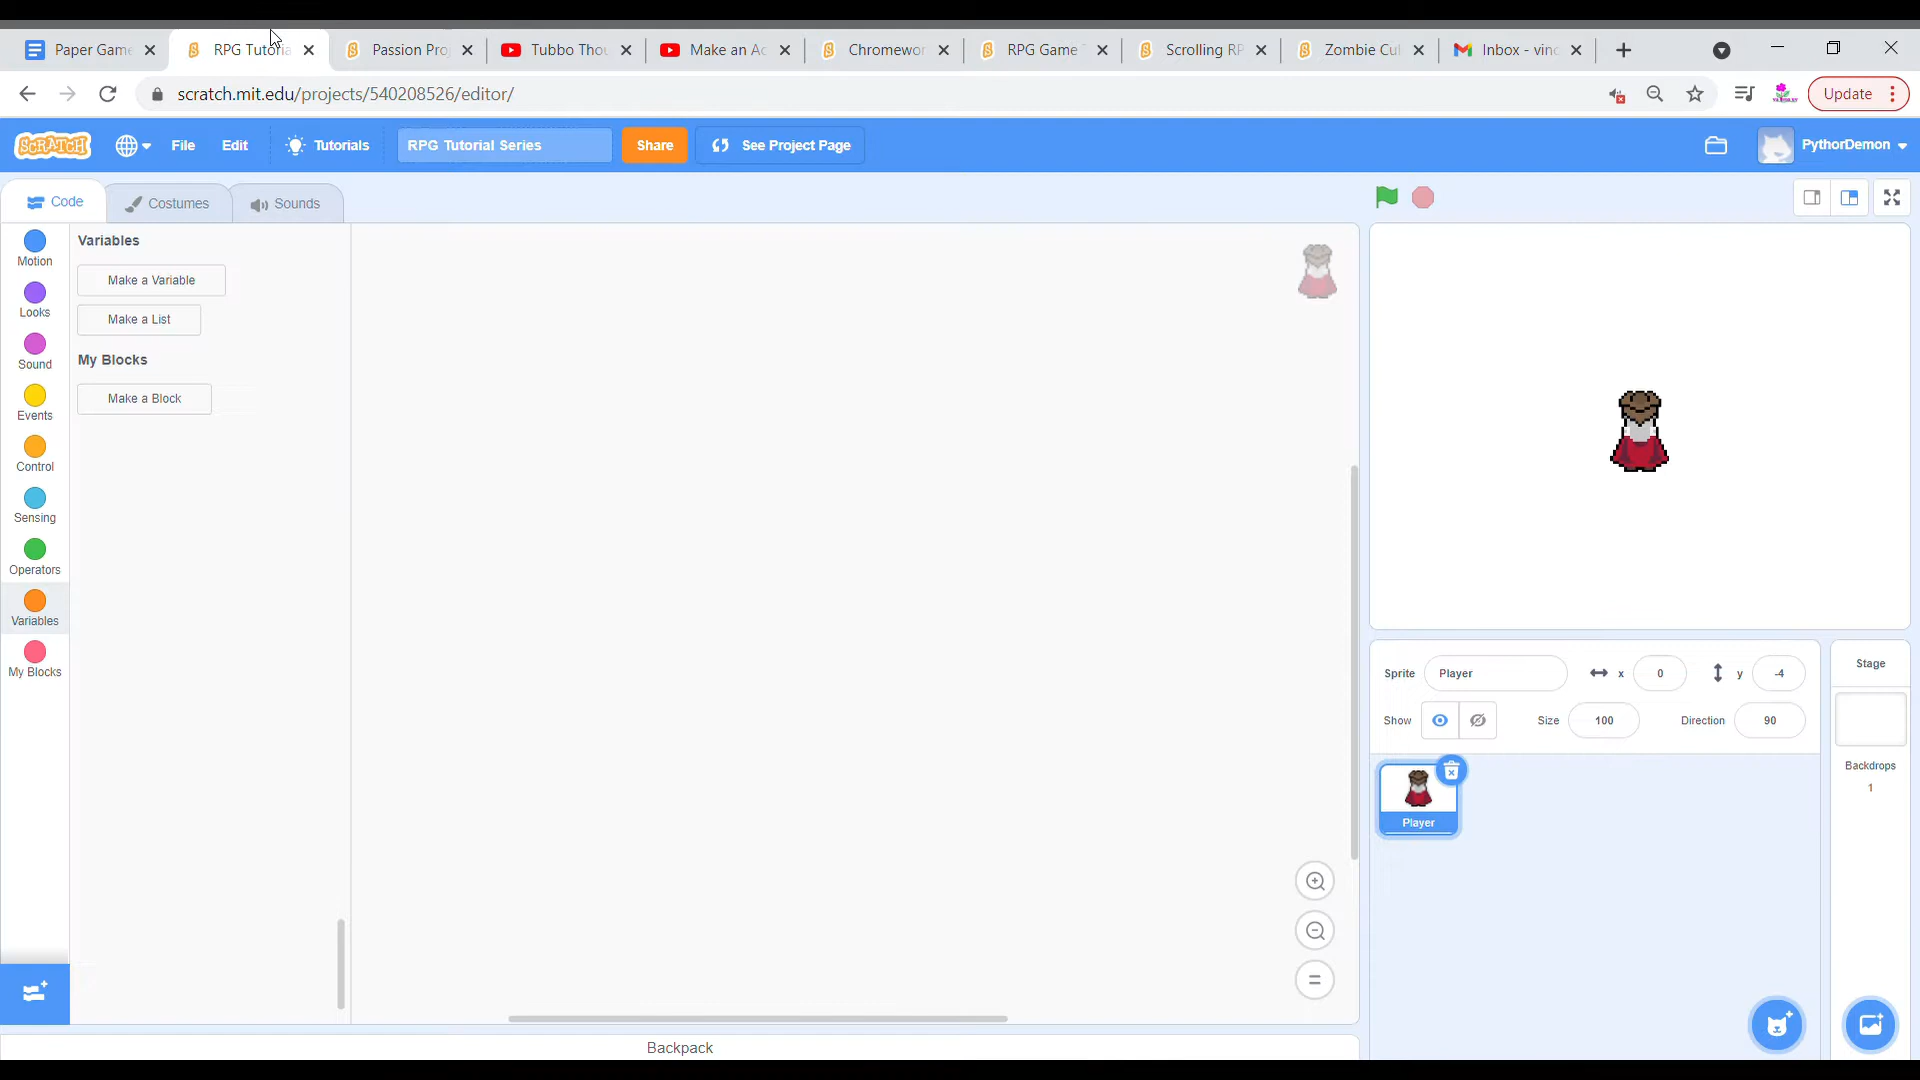 Paper Game
RPG Tutoria
Passion Pro
Tubbo Thou
Make an Ac
Chromewor
RPG Game
Scrolling RP
Zombie Cu
Inbox - vinc
scratch.mit.edu/projects/540208526/editor/
Update
SCRATCH
File
Edit
Tutorials
RPG Tutorial Series
Share
See Project Page
PythorDemon
Code
Costumes
Sounds
Motion
Looks
Sound
Events
Control
Sensing
Operators
Variables
My Blocks
Variables
Make a Variable
Make a List
My Blocks
Make a Block
Sprite
Player
x
0
y
-4
Show
Size
100
Direction
90
Player
Stage
Backdrops
1
Backpack